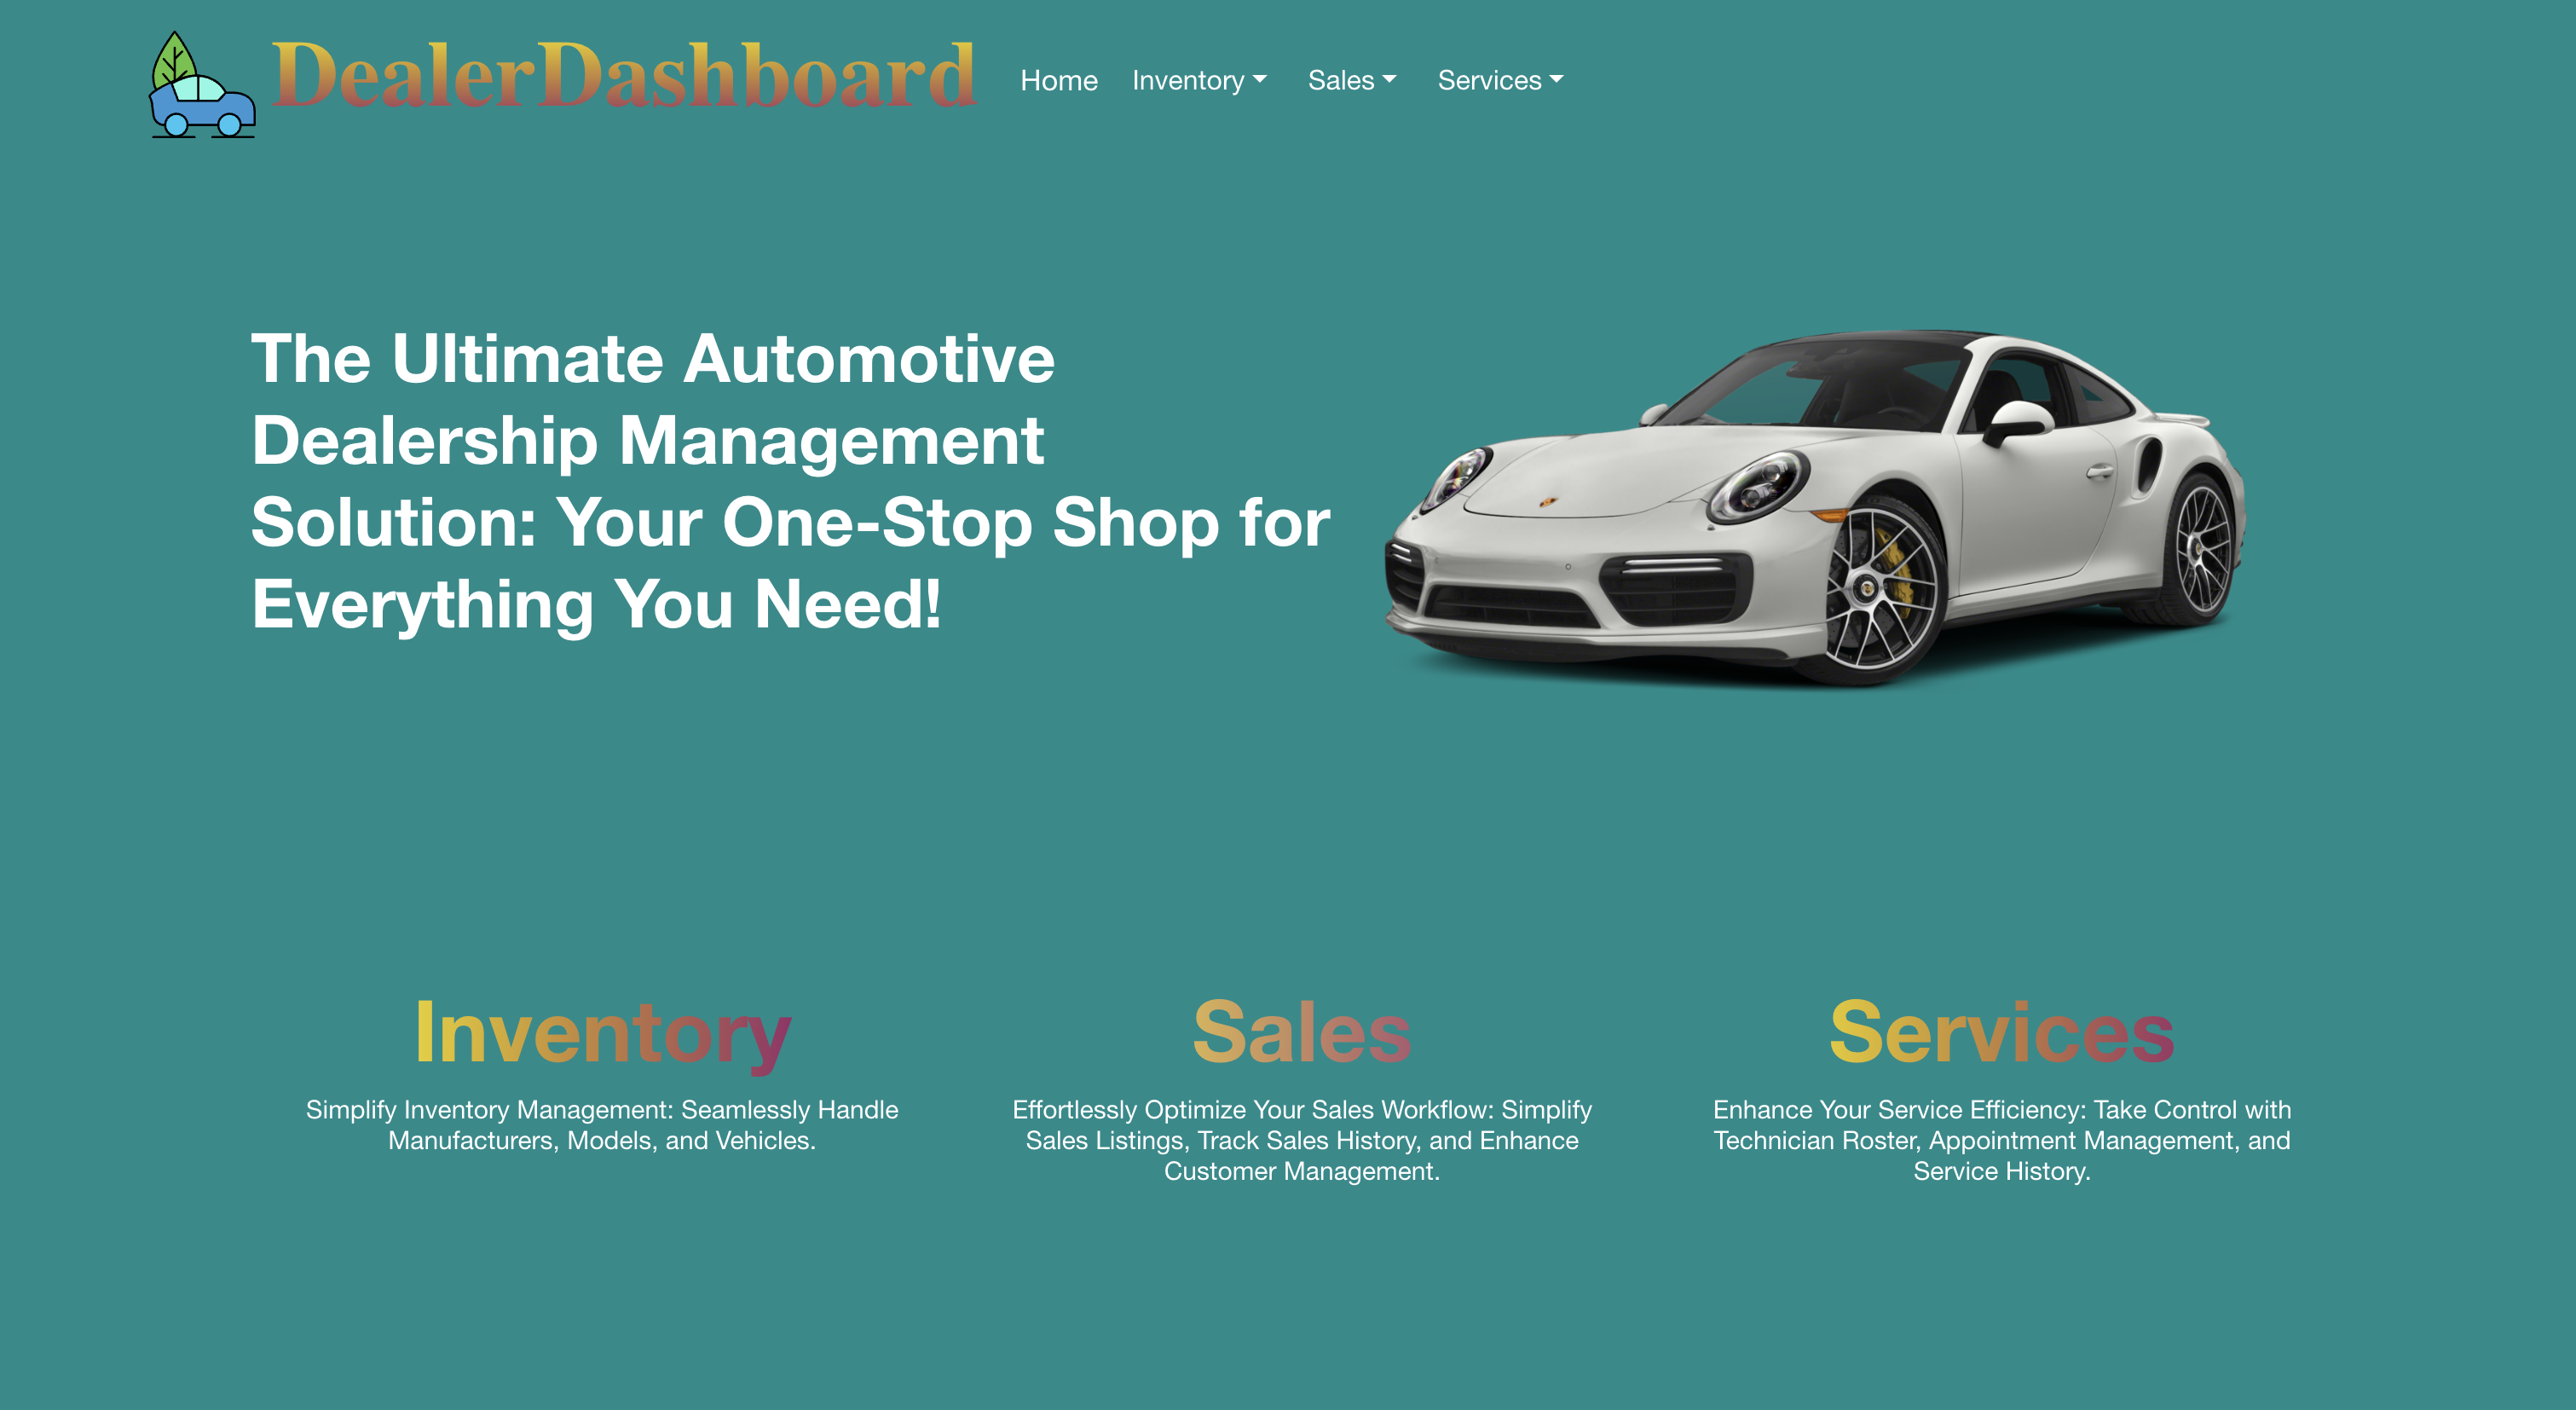 DealerDashboard Home Inventory Sales Services
The Ultimate Automotive
Dealership Management
Solution: Your One-Stop Shop for
Everything You Need!
Inventory
Simplify Inventory Management: Seamlessly Handle
Manufacturers, Models, and Vehicles.
Sales
Effortlessly Optimize Your Sales Workflow: Simplify
Sales Listings, Track Sales History, and Enhance
Customer Management.
Services
Enhance Your Service Efficiency: Take Control with
Technician Roster, Appointment Management, and
Service History.